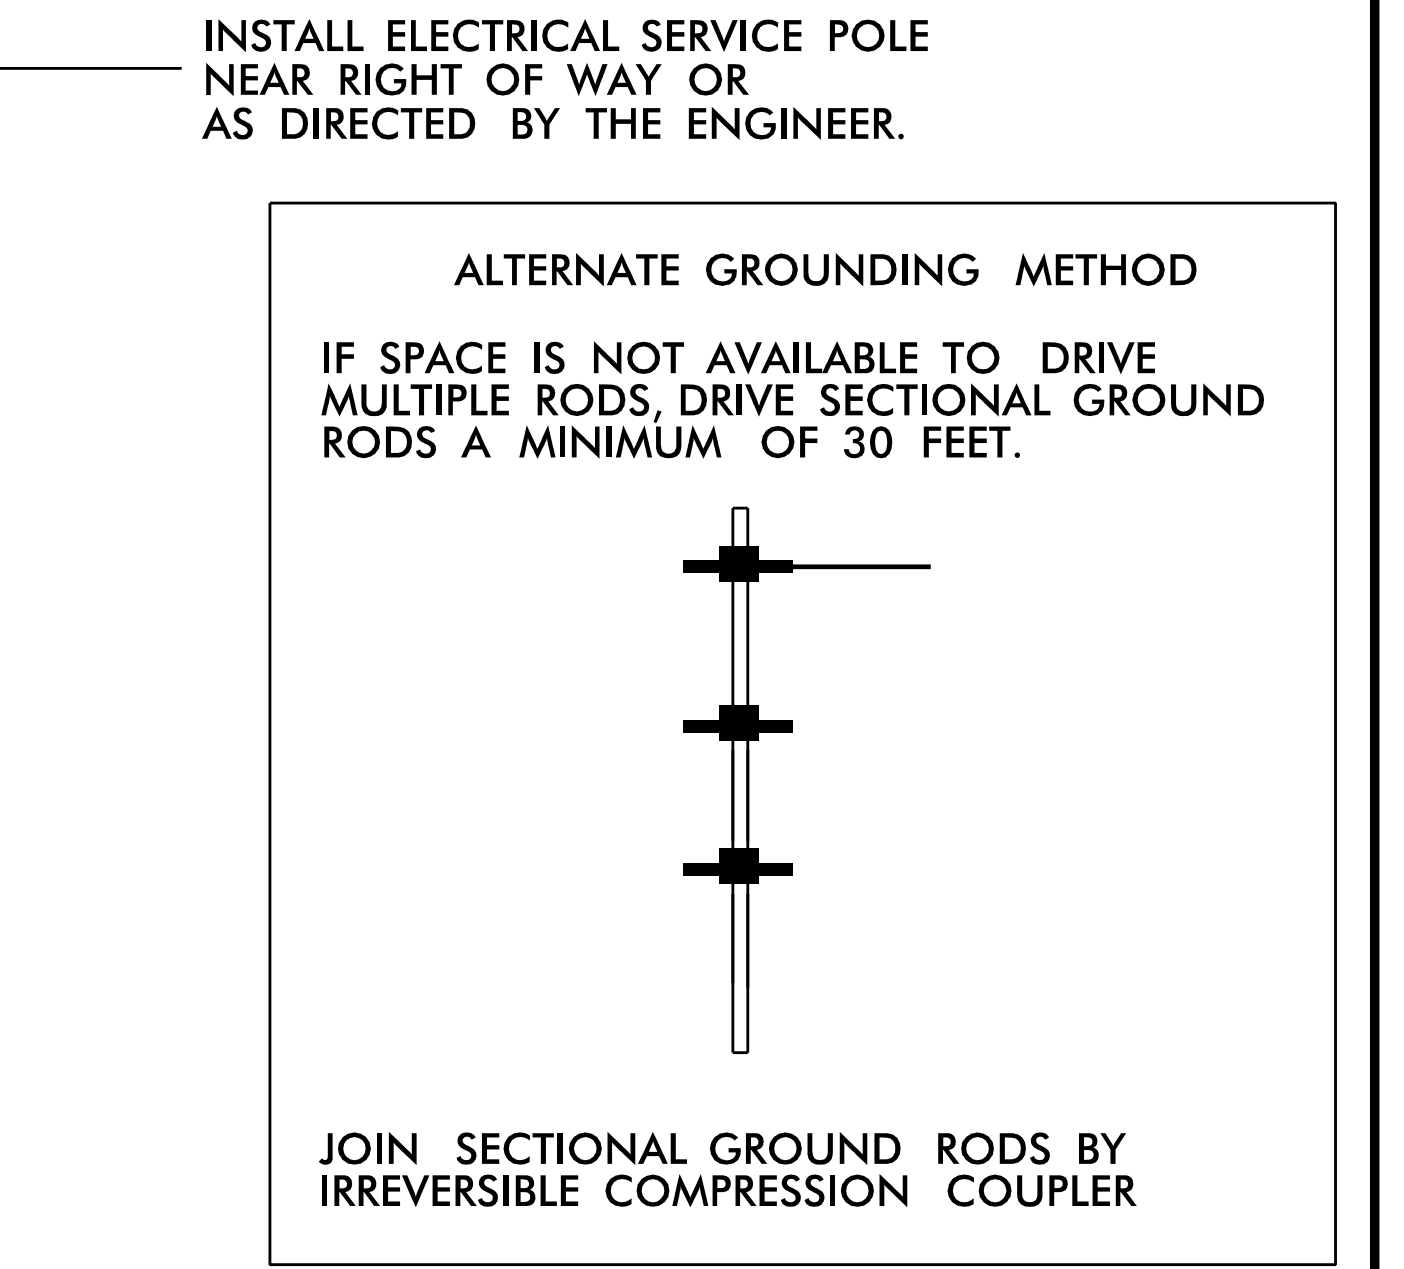 INSTALL ELECTRICAL SERVICE POLE
NEAR RIGHT OF WAY OR
AS DIRECTED BY THE ENGINEER.
ALTERNATE GROUNDING METHOD
IF SPACE IS NOT AVAILABLE TO DRIVE
MULTIPLE RODS, DRIVE SECTIONAL GROUND
RODS A MINIMUM OF 30 FEET.
JOIN SECTIONAL GROUND RODS BY
IRREVERSIBLE COMPRESSION COUPLER